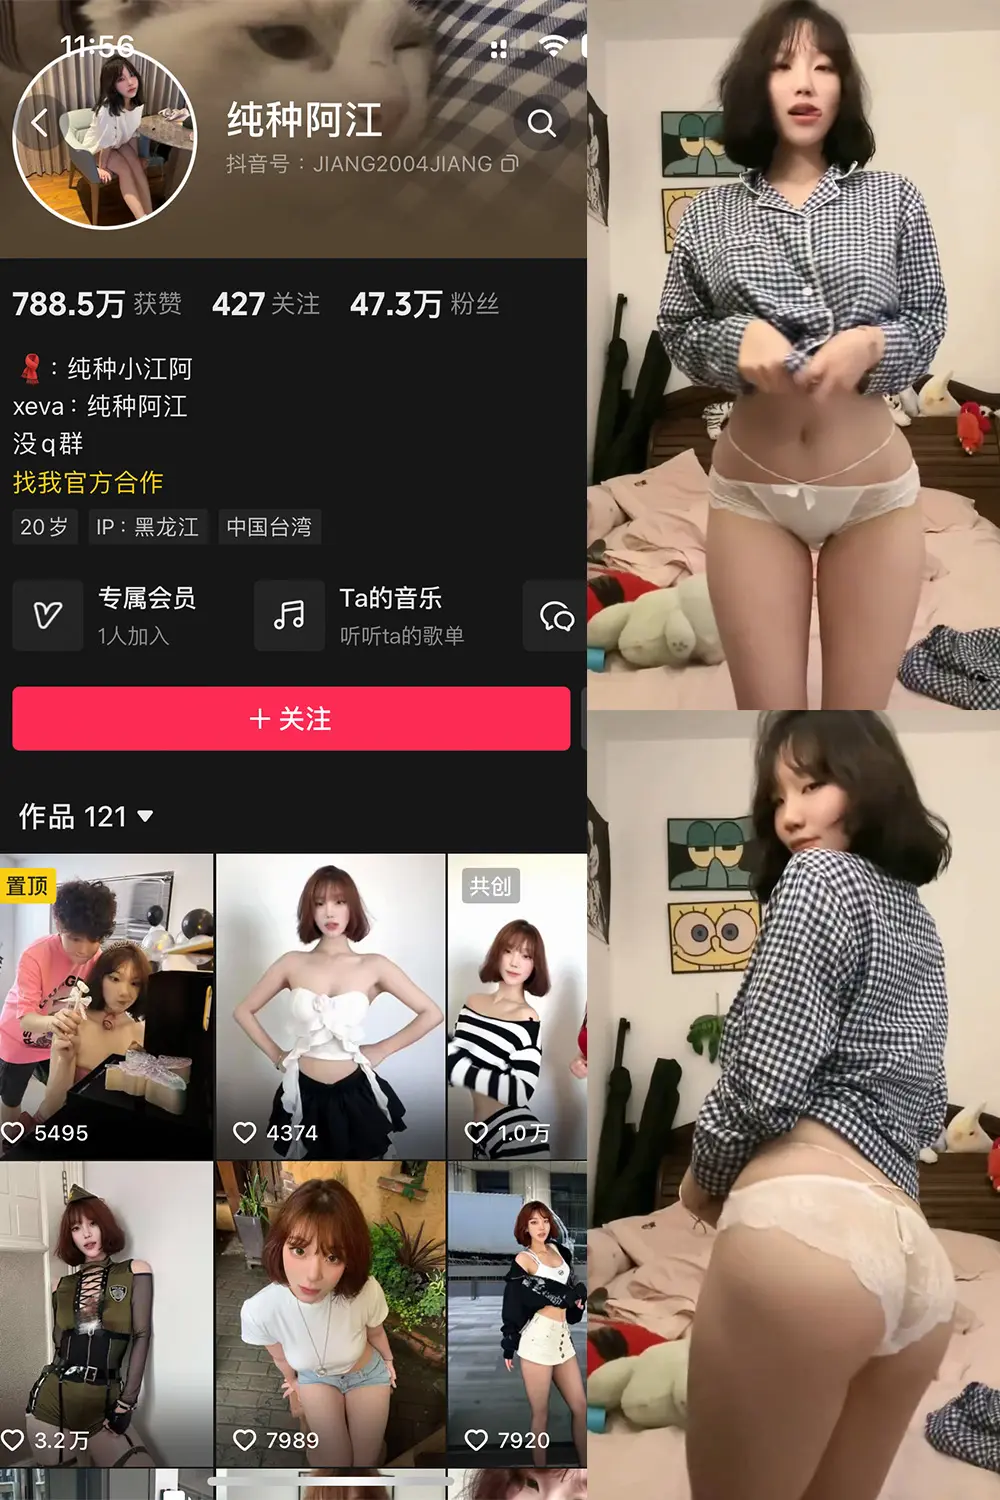 11:56
纯种阿江
抖音号：JIANG2004JIANG
788.5万 获赞 427 关注 47.3万 粉丝
：纯种小江阿
xeva：纯种阿江
没q群
找我官方合作
20岁 IP：黑龙江 中国台湾
专属会员
1人加入
Ta的音乐
听听ta的歌单
＋关注
作品 121
置顶
共创
5495
4374
1.0万
3.2万
7989
7920